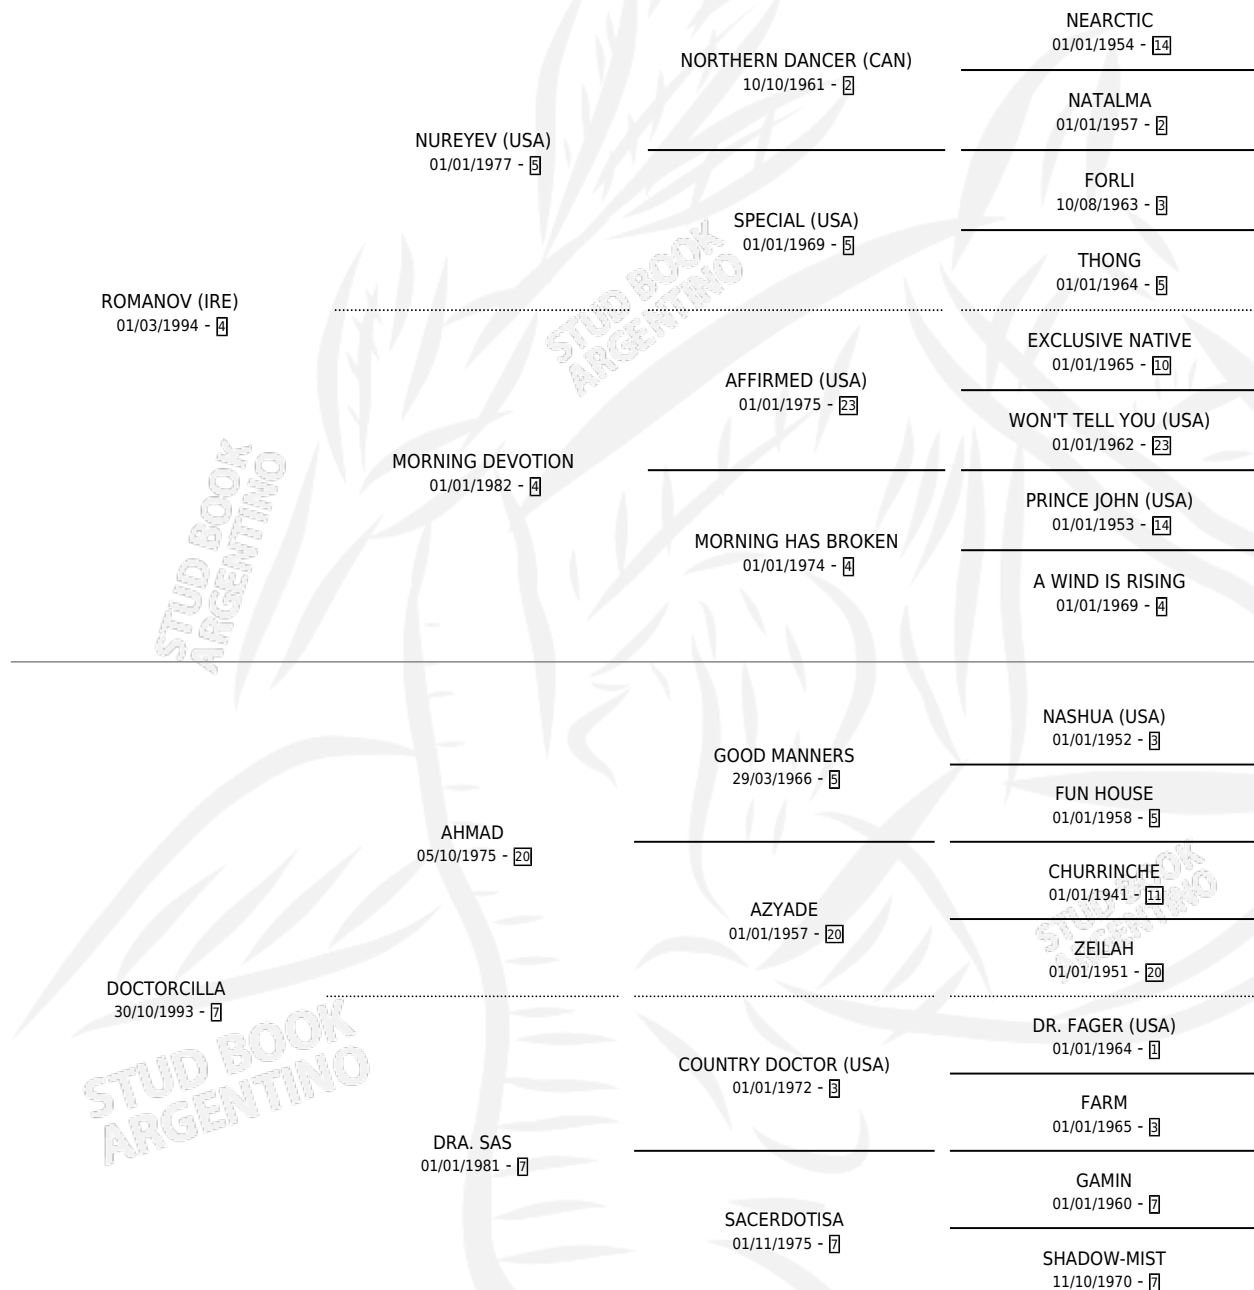 NEARCTIC
01/01/1954 - 14
NORTHERN DANCER (CAN)
10/10/1961 - 2
NATALMA
01/01/1957 - 2
NUREYEV (USA)
01/01/1977 - 5
FORLI
10/08/1963 - 3
SPECIAL (USA)
01/01/1969 - 5
THONG
01/01/1964 - 5
ROMANOV (IRE)
01/03/1994 - 4
EXCLUSIVE NATIVE
01/01/1965 - 10
AFFIRMED (USA)
01/01/1975 - 23
WON'T TELL YOU (USA)
01/01/1962 - 23
MORNING DEVOTION
01/01/1982 - 4
PRINCE JOHN (USA)
01/01/1953 - 14
MORNING HAS BROKEN
01/01/1974 - 4
A WIND IS RISING
01/01/1969 - 4
NASHUA (USA)
01/01/1952 - 3
GOOD MANNERS
29/03/1966 - 5
FUN HOUSE
01/01/1958 - 5
AHMAD
05/10/1975 - 20
CHURRINCHE
01/01/1941 - 11
AZYADE
01/01/1957 - 20
ZEILAH
01/01/1951 - 20
DOCTORCILLA
30/10/1993 - 7
DR. FAGER (USA)
01/01/1964 - 1
COUNTRY DOCTOR (USA)
01/01/1972 - 3
FARM
01/01/1965 - 3
DRA. SAS
01/01/1981 - 7
GAMIN
01/01/1960 - 7
SACERDOTISA
01/11/1975 - 7
SHADOW-MIST
11/10/1970 - 7
STUD BOOK
ARGENTINO
STUD BOOK
ARGENTINO
STUD BOOK
ARGENTINO
STUD BOOK
ARGENTINO